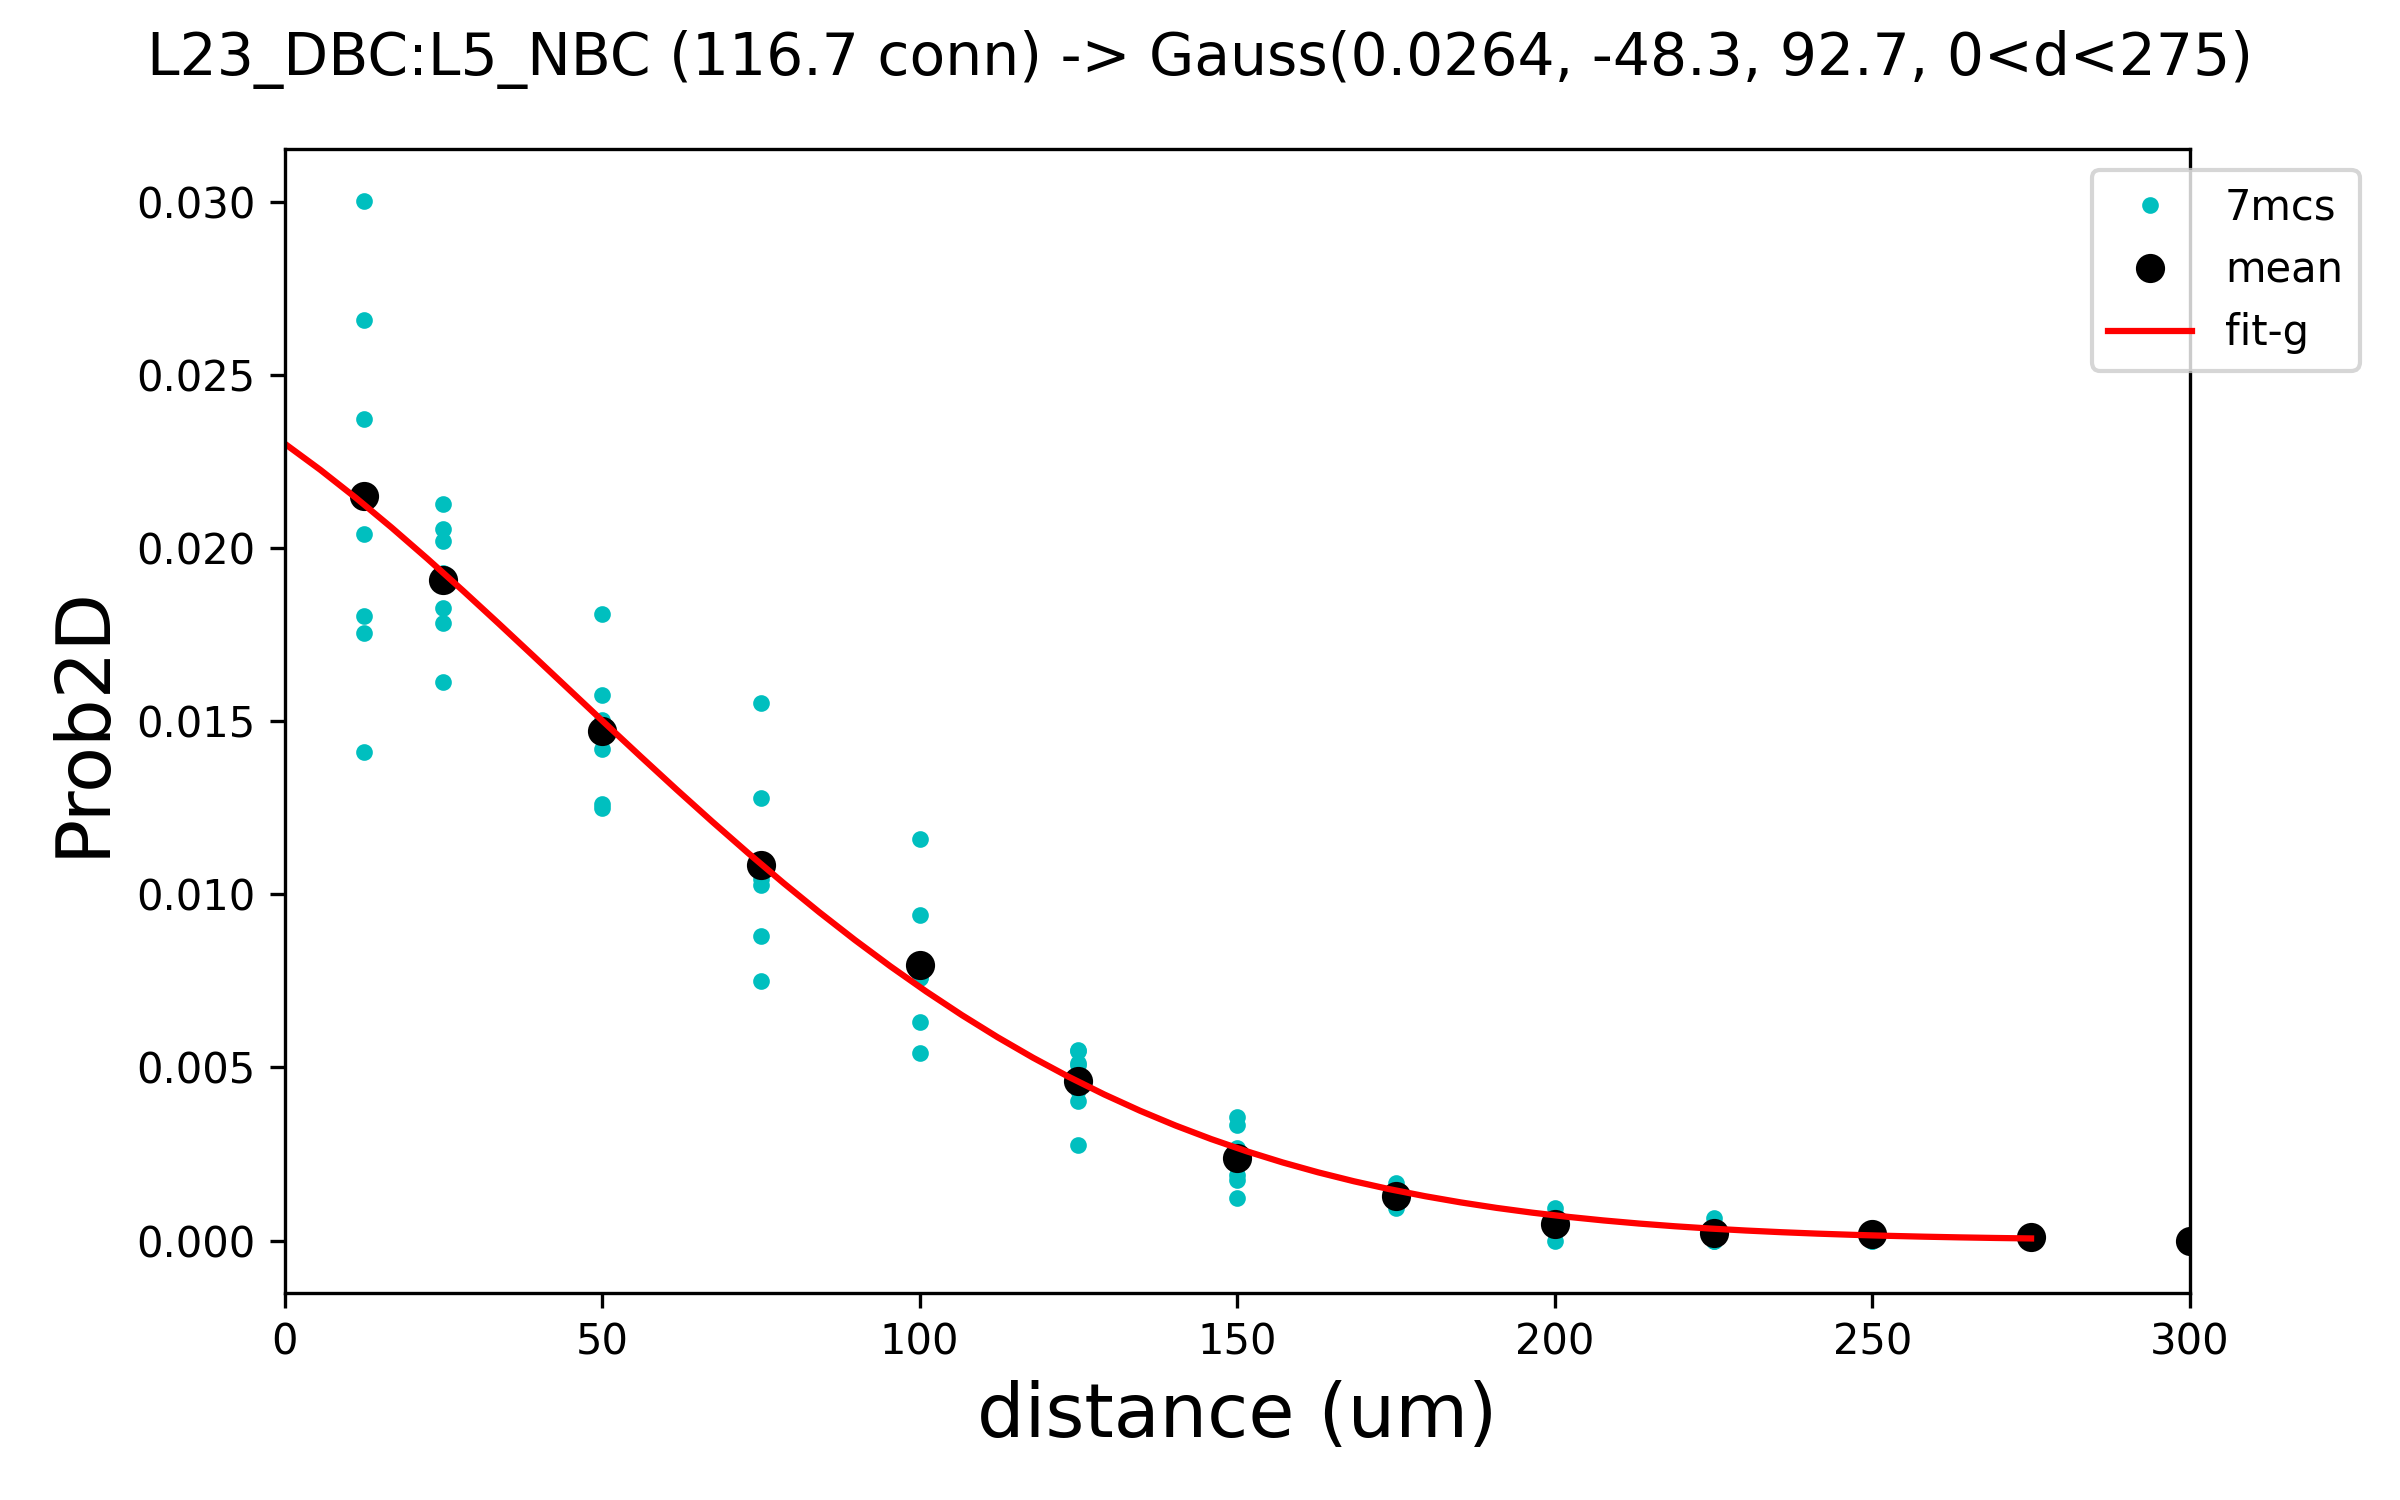 L23_DBC:L5_NBC (116.7 conn) -> Gauss(0.0264, -48.3, 92.7, 0<d<275)
7mcs
mean
fit-g
Prob2D
0.030
0.025
0.020
0.015
0.010
0.005
0.000
0 50 100 150 200 250 300
distance (um)